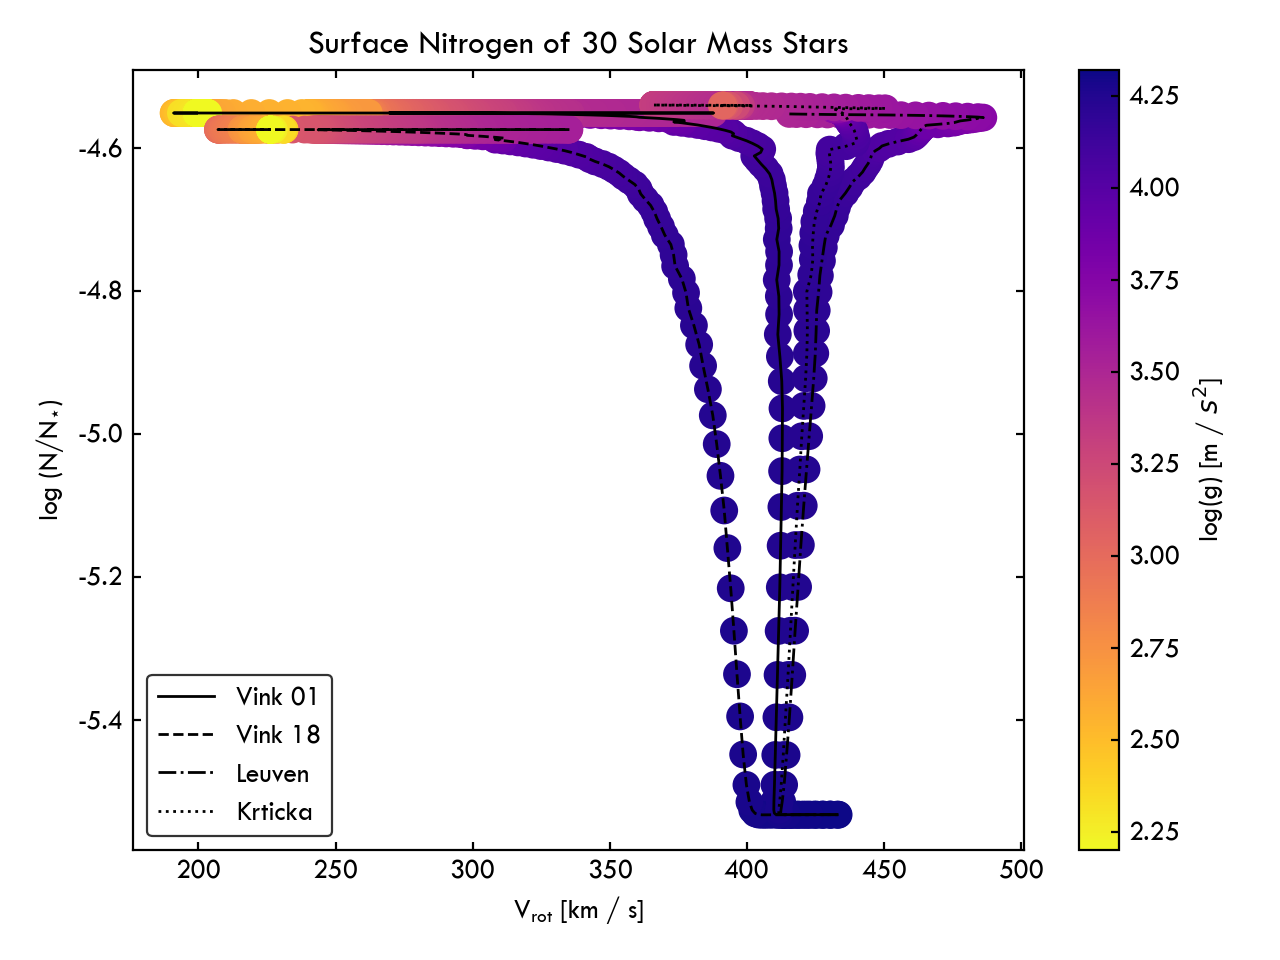 Surface Nitrogen of 30 Solar Mass Stars
log (N/N⋆)
-4.6
-4.8
-5.0
-5.2
-5.4
Vink 01
Vink 18
Leuven
Krticka
200 250 300 350 400 450 500
V_rot [km / s]
4.25
4.00
3.75
3.50
3.25
3.00
2.75
2.50
2.25
log(g) [m / s²]